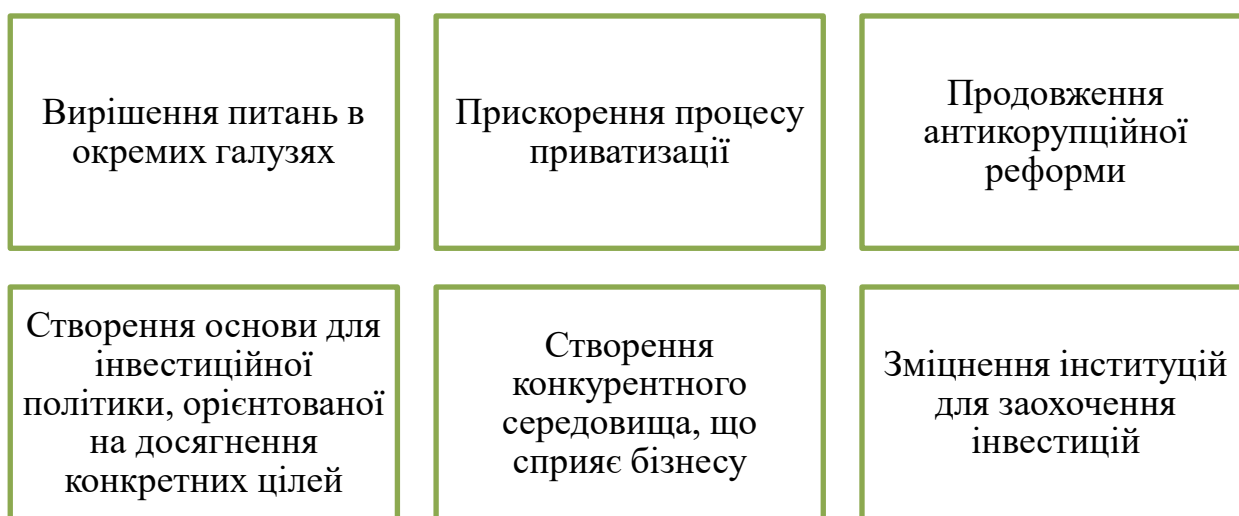 Вирішення питань в
окремих галузях
Прискорення процесу
приватизації
Продовження
антикорупційної
реформи
Створення основи для
інвестиційної
політики, орієнтованої
на досягнення
конкретних цілей
Створення
конкурентного
середовища, що
сприяє бізнесу
Зміцнення інституцій
для заохочення
інвестицій